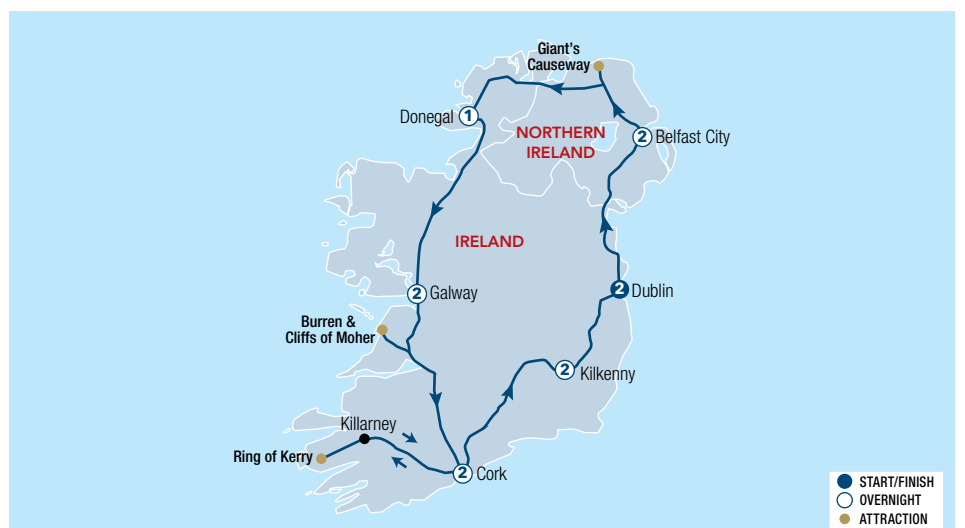 Giant's
Causeway
Donegal
1
NORTHERN
IRELAND
2
Belfast City
IRELAND
2
Galway
2
Dublin
Burren &
Cliffs of Moher
2
Kilkenny
Killarney
Ring of Kerry
2
Cork
START/FINISH
OVERNIGHT
ATTRACTION